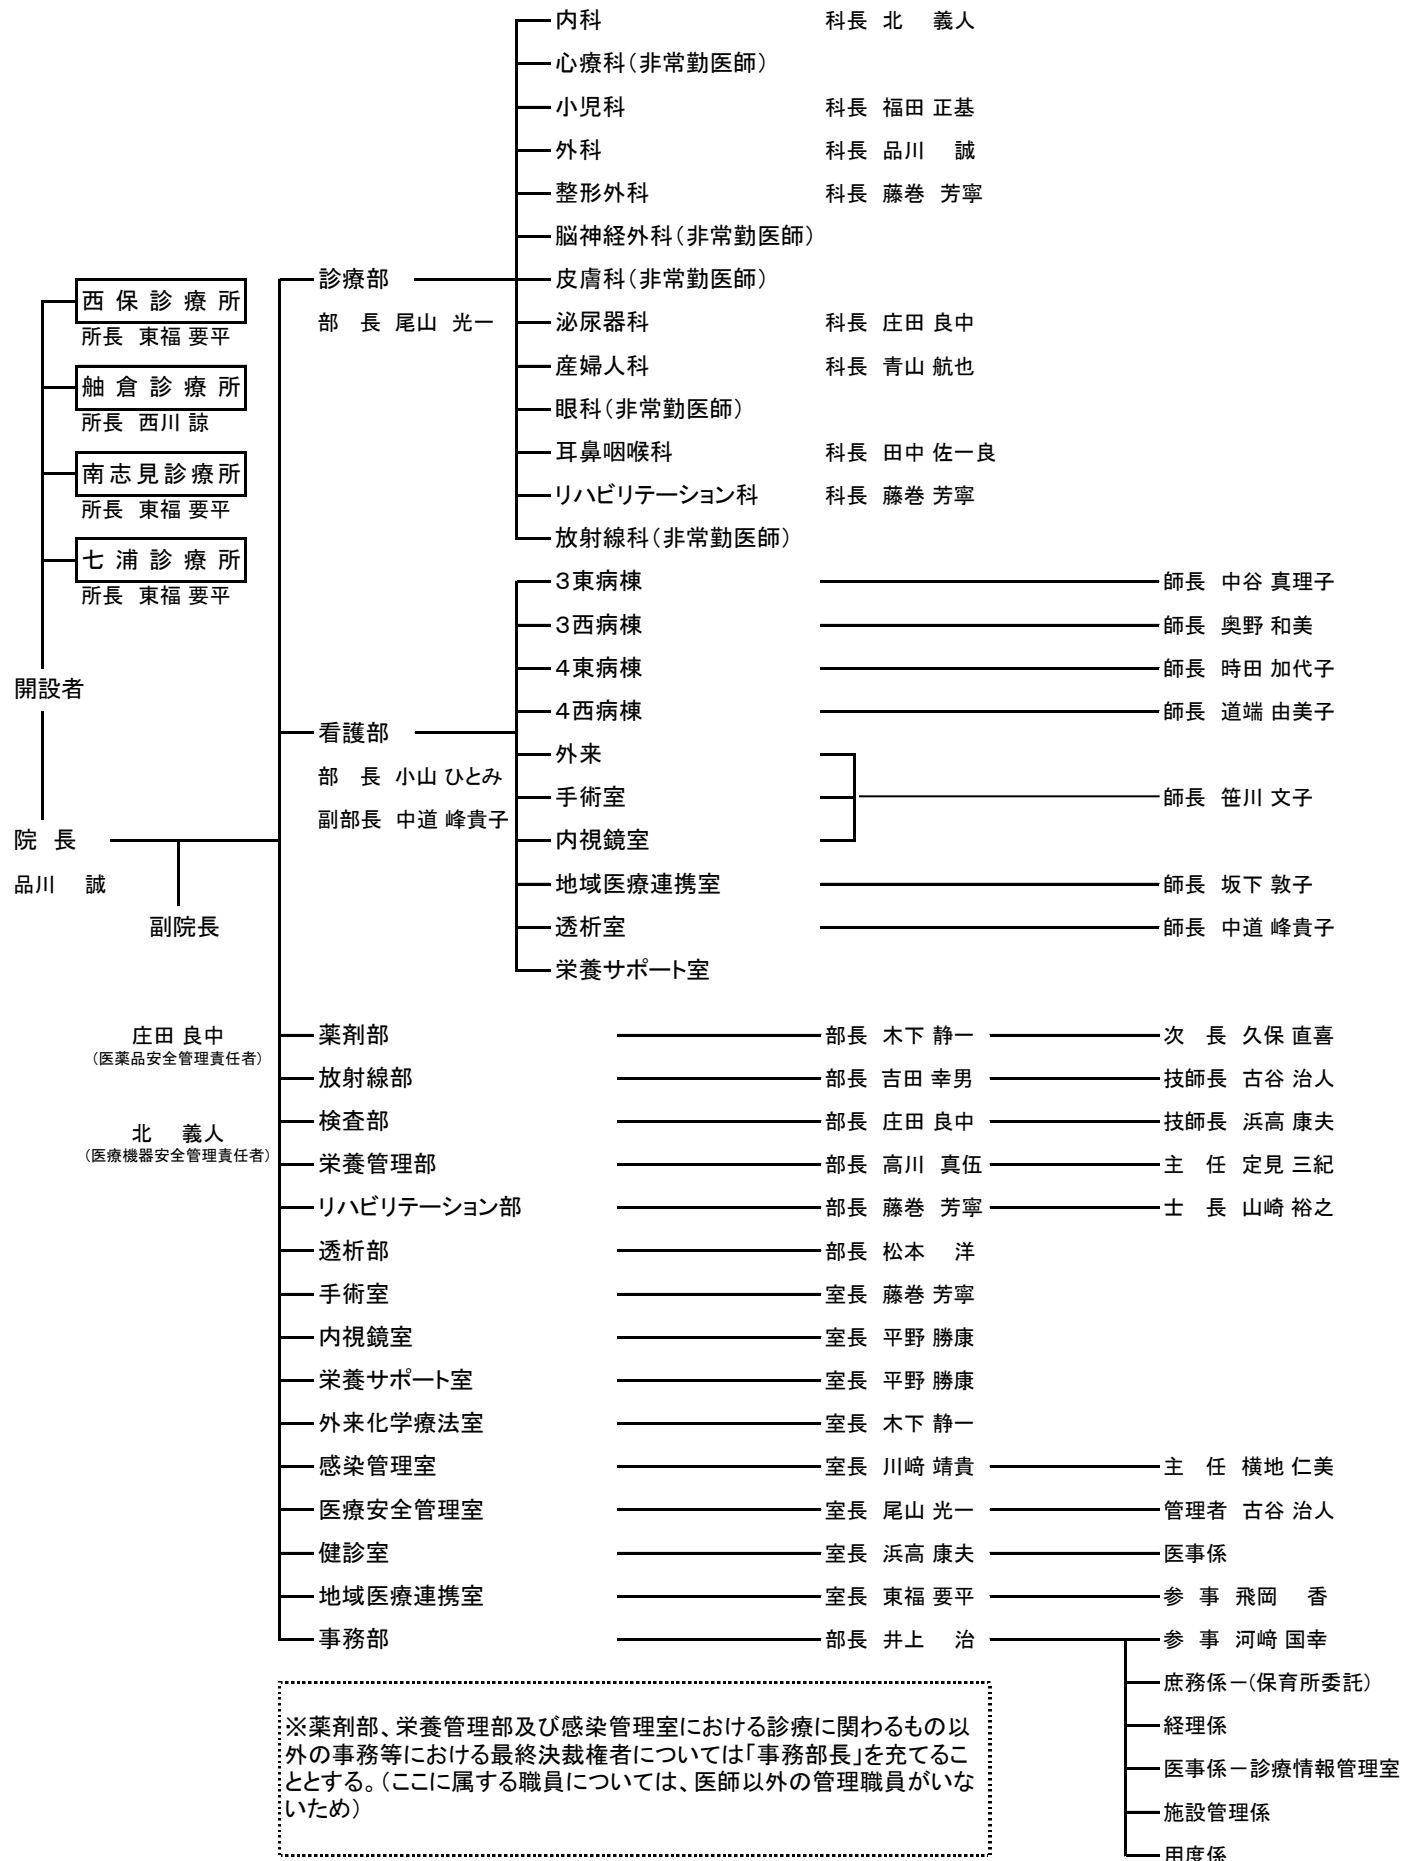 内科 科長 北 義人
心療科（非常勤医師）
小児科 科長 福田 正基
外科 科長 品川 誠
整形外科 科長 藤巻 芳寧
脳神経外科（非常勤医師）
診療部
皮膚科（非常勤医師）
部 長 尾山 光一
泌尿器科 科長 庄田 良中
産婦人科 科長 青山 航也
眼科（非常勤医師）
耳鼻咽喉科 科長 田中 佐一良
リハビリテーション科 科長 藤巻 芳寧
放射線科（非常勤医師）
西保診療所
所長 東福 要平
舳倉診療所
所長 西川 諒
南志見診療所
所長 東福 要平
七浦診療所
所長 東福 要平
開設者
院 長
品川 誠
副院長
看護部
部 長 小山 ひとみ
副部長 中道 峰貴子
3東病棟 師長 中谷 真理子
3西病棟 師長 奥野 和美
4東病棟 師長 時田 加代子
4西病棟 師長 道端 由美子
外来
手術室 師長 笹川 文子
内視鏡室
地域医療連携室 師長 坂下 敦子
透析室 師長 中道 峰貴子
栄養サポート室
庄田 良中
（医薬品安全管理責任者）
北 義人
（医療機器安全管理責任者）
薬剤部 部長 木下 静一 次 長 久保 直喜
放射線部 部長 吉田 幸男 技師長 古谷 治人
検査部 部長 庄田 良中 技師長 浜高 康夫
栄養管理部 部長 高川 真伍 主 任 定見 三紀
リハビリテーション部 部長 藤巻 芳寧 士 長 山崎 裕之
透析部 部長 松本 洋
手術室 室長 藤巻 芳寧
内視鏡室 室長 平野 勝康
栄養サポート室 室長 平野 勝康
外来化学療法室 室長 木下 静一
感染管理室 室長 川﨑 靖貴 主 任 横地 仁美
医療安全管理室 室長 尾山 光一 管理者 古谷 治人
健診室 室長 浜高 康夫 医事係
地域医療連携室 室長 東福 要平 参 事 飛岡 香
事務部 部長 井上 治 参 事 河﨑 国幸
庶務係－(保育所委託)
経理係
医事係－診療情報管理室
施設管理係
用度係
※薬剤部、栄養管理部及び感染管理室における診療に関わるもの以
外の事務等における最終決裁権者については「事務部長」を充てるこ
ととする。（ここに属する職員については、医師以外の管理職員がいな
いため）